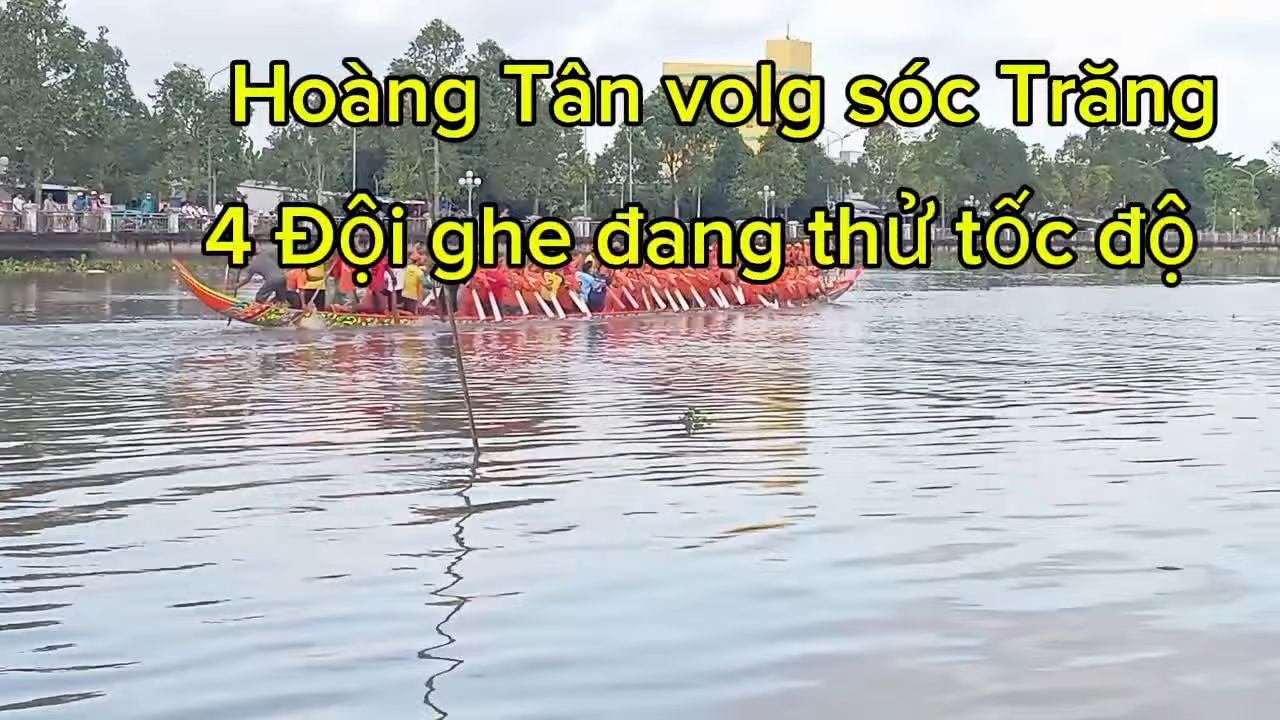 Hoàng Tân volg sóc Trăng
4 Đội ghe đang thử tốc độ